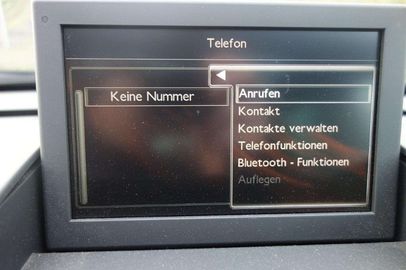 Telefon
Keine Nummer
Anrufen
Kontakt
Kontakte verwalten
Telefonfunktionen
Bluetooth - Funktionen
Auflegen